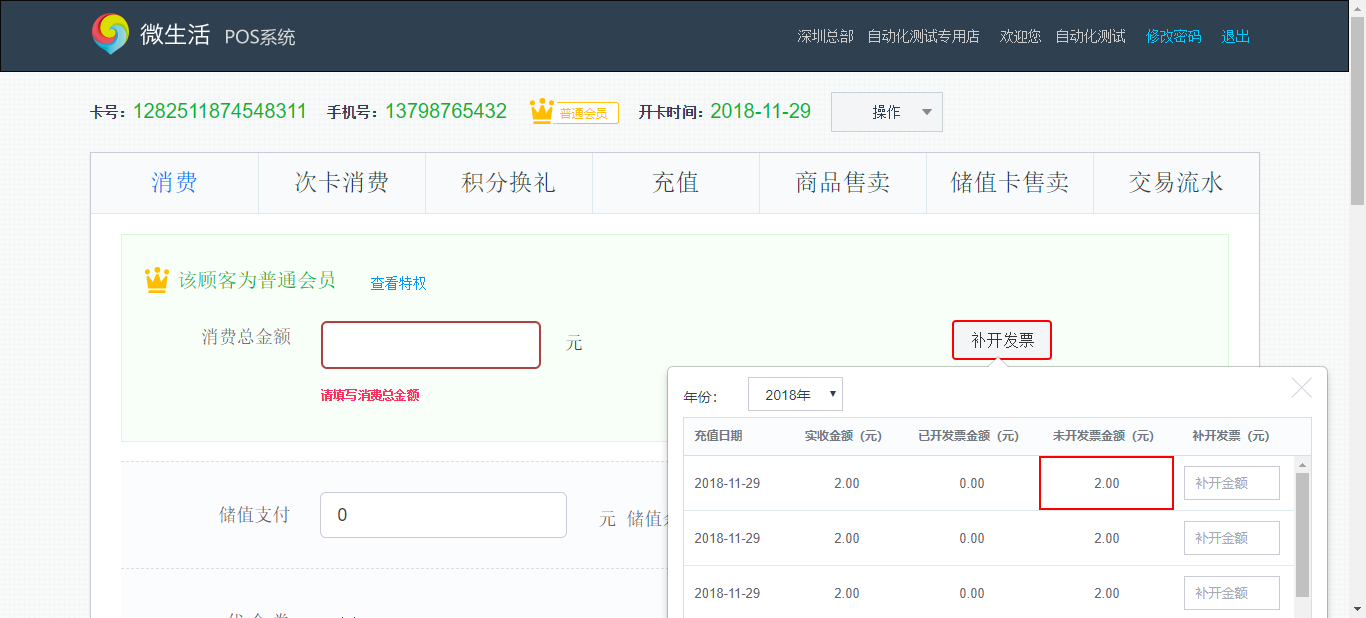 微生活 POS系统 深圳总部 自动化测试专用店 欢迎您 自动化测试 修改密码 退出
卡号：1282511874548311 手机号：13798765432 普通会员 开卡时间：2018-11-29 操作
消费 次卡消费 积分换礼 充值 商品售卖 储值卡售卖 交易流水
该顾客为普通会员 查看特权
消费总金额 元 补开发票
请填写消费总金额
年份： 2018年
充值日期 实收金额（元） 已开发票金额（元） 未开发票金额（元） 补开发票（元）
2018-11-29 2.00 0.00 2.00 补开金额
储值支付 0 元 储值
2018-11-29 2.00 0.00 2.00 补开金额
2018-11-29 2.00 0.00 2.00 补开金额